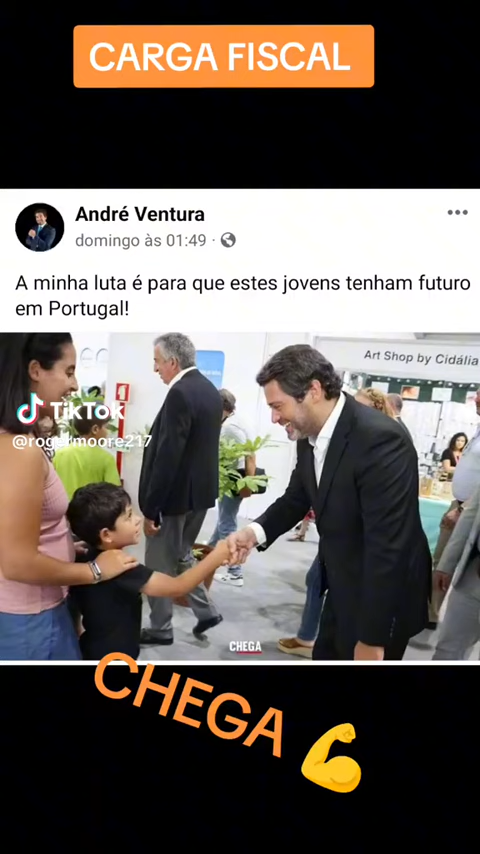 CARGA FISCAL
André Ventura
domingo às 01:49
A minha luta é para que estes jovens tenham futuro
em Portugal!
Art Shop by Cidália
TikTok
@rogermoore217
CHEGA
CHEGA